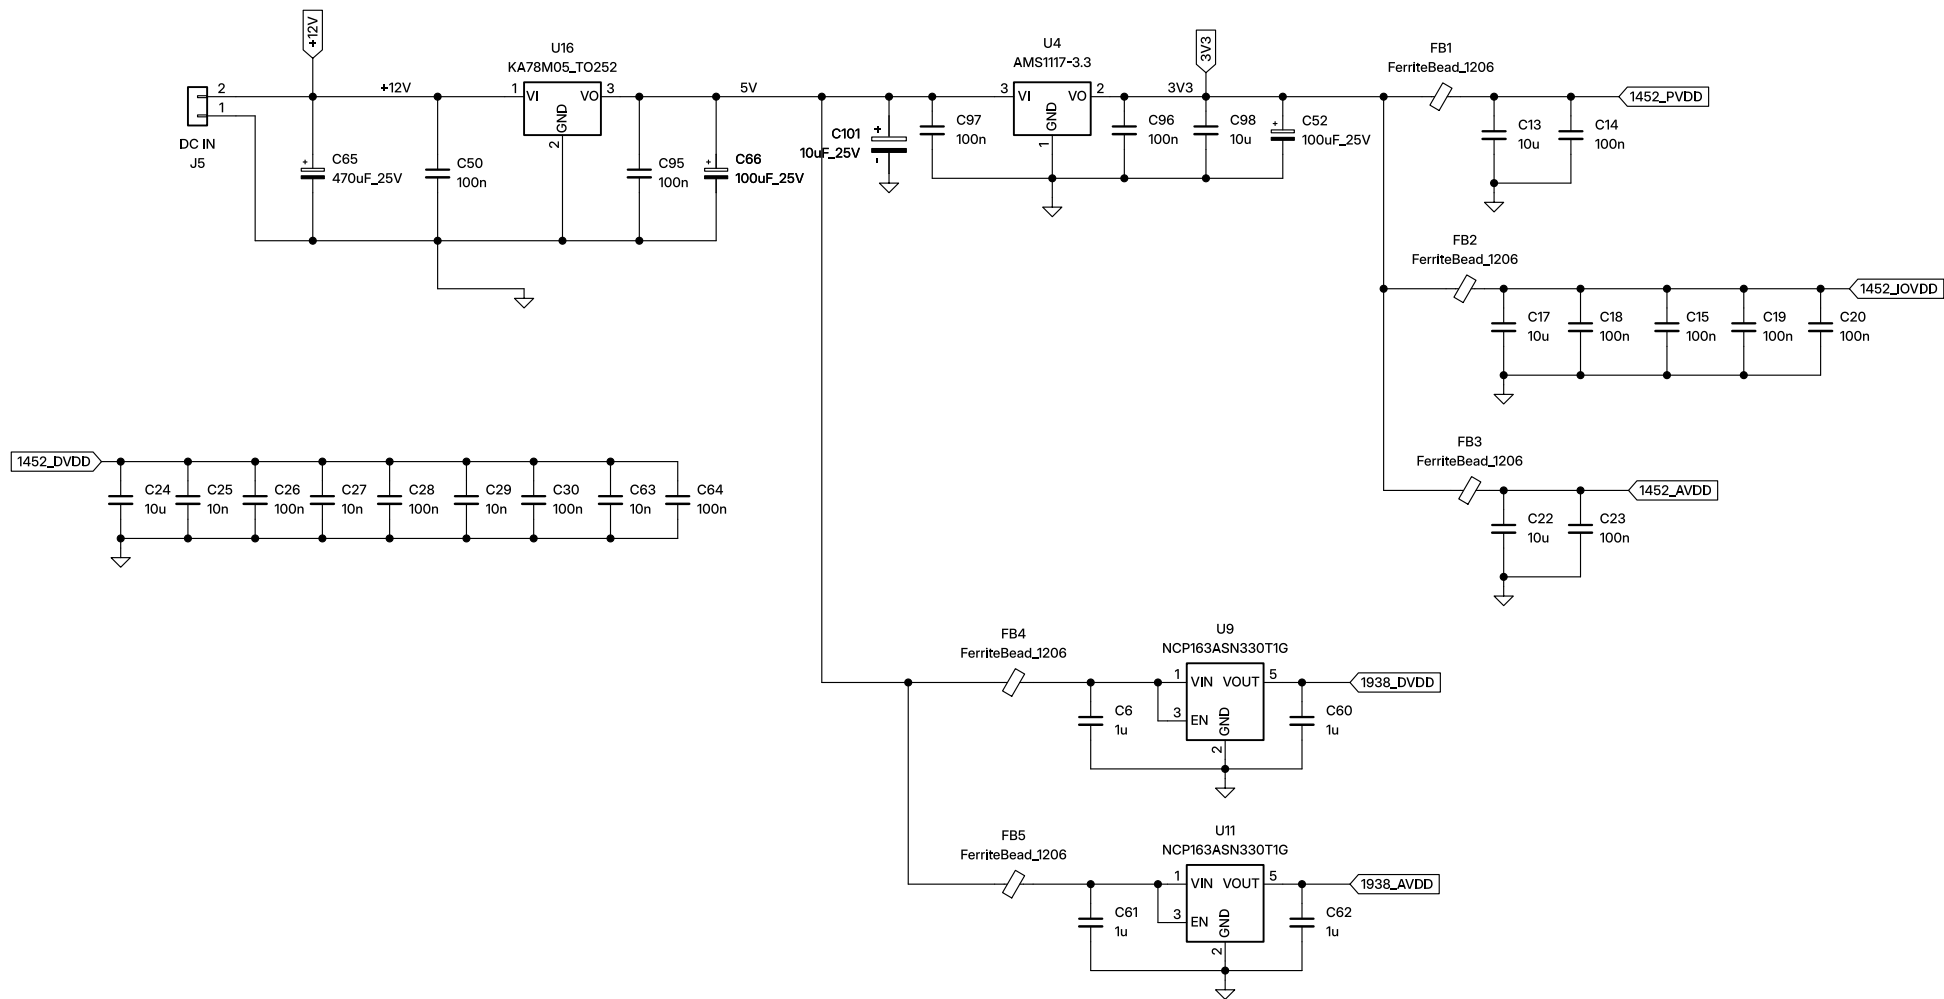 +12V
2
1
DC IN
J5
+12V
C65
470uF_25V
C50
100n
U16
KA78M05_TO252
1
VI
VO
3
GND
2
C95
100n
C66
100uF_25V
5V
C101
10uF_25V
C97
100n
U4
AMS1117-3.3
3
VI
VO
2
GND
1
3V3
3V3
C96
100n
C98
10u
C52
100uF_25V
FB1
FerriteBead_1206
1452_PVDD
C13
10u
C14
100n
FB2
FerriteBead_1206
1452_IOVDD
C17
10u
C18
100n
C15
100n
C19
100n
C20
100n
FB3
FerriteBead_1206
1452_AVDD
C22
10u
C23
100n
1452_DVDD
C24
10u
C25
10n
C26
100n
C27
10n
C28
100n
C29
10n
C30
100n
C63
10n
C64
100n
FB4
FerriteBead_1206
C6
1u
U9
NCP163ASN330T1G
1
VIN
VOUT
5
3
EN
GND
2
C60
1u
1938_DVDD
FB5
FerriteBead_1206
C61
1u
U11
NCP163ASN330T1G
1
VIN
VOUT
5
3
EN
GND
2
C62
1u
1938_AVDD